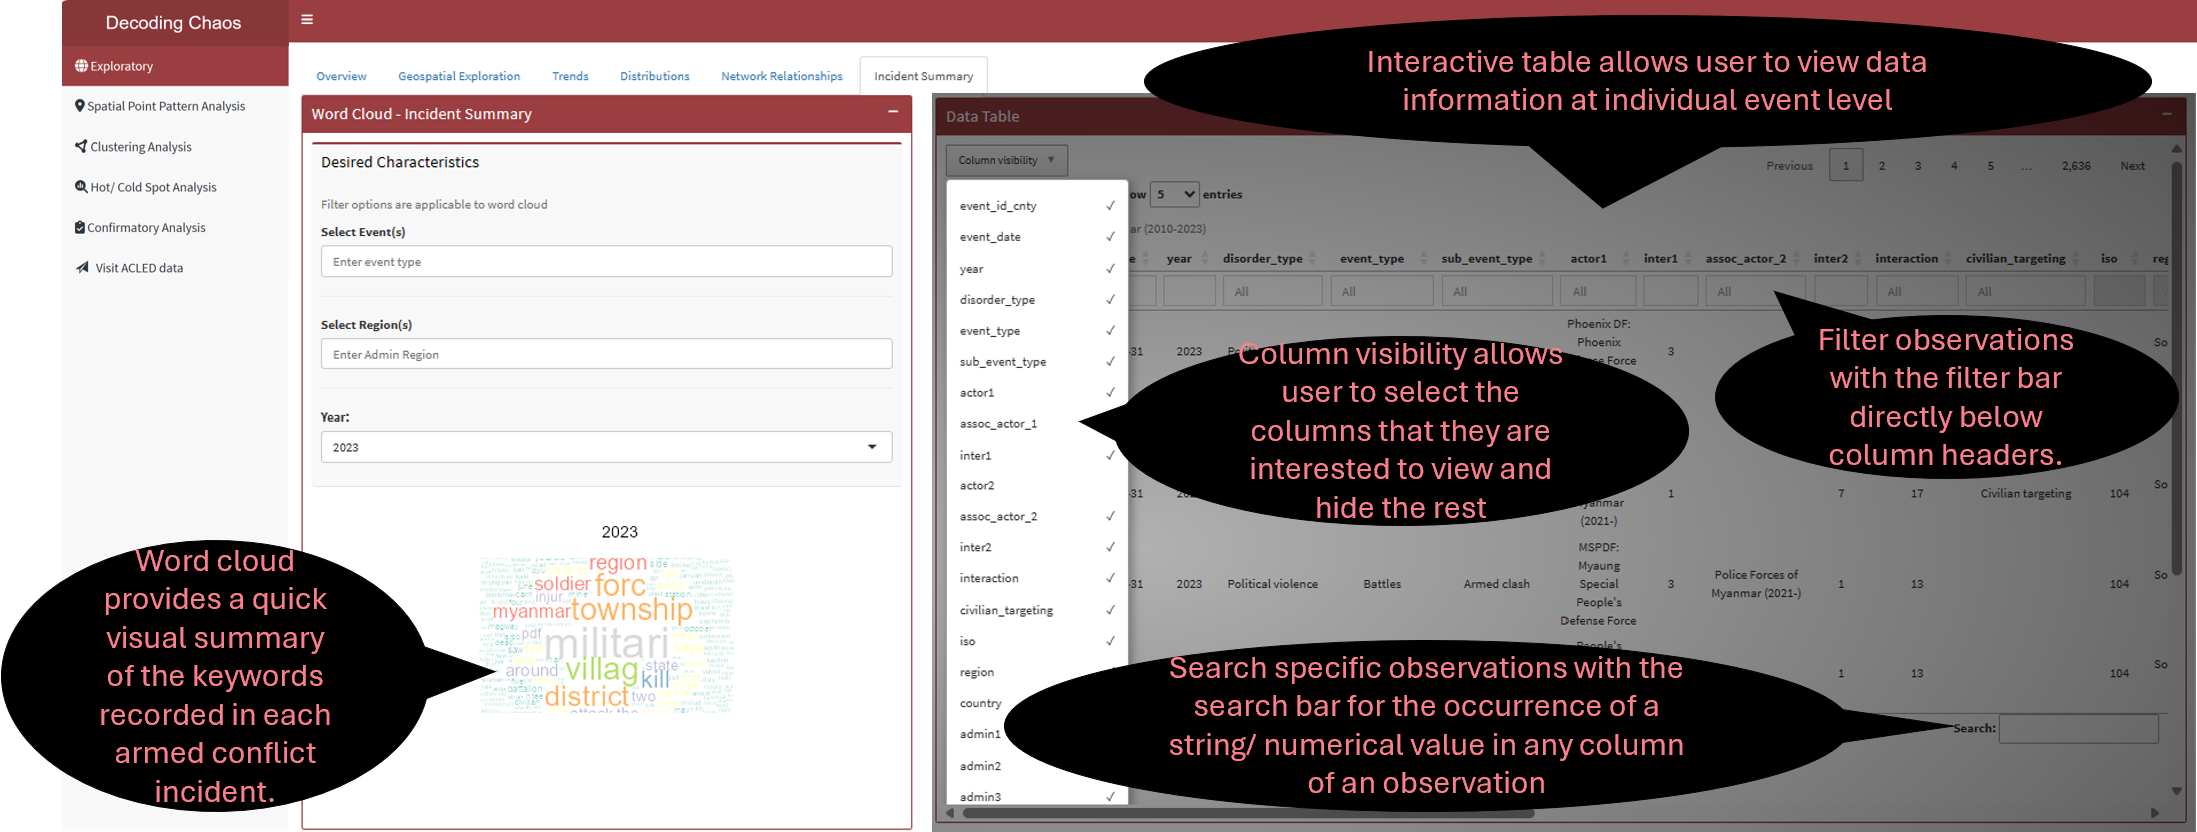 Decoding Chaos
Exploratory
Spatial Point Pattern Analysis
Clustering Analysis
Hot/ Cold Spot Analysis
Confirmatory Analysis
Visit ACLED data
Overview
Geospatial Exploration
Trends
Distributions
Network Relationships
Incident Summary
Word Cloud - Incident Summary
Desired Characteristics
Filter options are applicable to word cloud
Select Event(s)
Enter event type
Select Region(s)
Enter Admin Region
Year:
2023
2023
region
side
soldier forc
injur
myanmar township
pdf militari
around villag state
kill
battalion district two
attack the
Word cloud
provides a quick
visual summary
of the keywords
recorded in each
armed conflict
incident.
Interactive table allows user to view data
information at individual event level
Data Table
Column visibility
Previous 1 2 3 4 5 ... 2,636 Next
ow 5 entries
ar (2010-2023)
event_id_cnty
event_date
year
disorder_type
event_type
sub_event_type
actor1
assoc_actor_1
inter1
actor2
assoc_actor_2
inter2
interaction
civilian_targeting
iso
region
country
admin1
admin2
admin3
e year disorder_type event_type sub_event_type actor1 inter1 assoc_actor_2 inter2 interaction civilian_targeting iso reg
All All All All All All All
Phoenix DF:
Phoenix
se Force
-31 2023 3 So
Column visibility allows
user to select the
columns that they are
interested to view and
hide the rest
Filter observations
with the filter bar
directly below
column headers.
-31 1 7 17 Civilian targeting 104 So
yanmar
(2021-)
MSPDF:
Myaung
Special
People's
Defense Force
-31 2023 Political violence Battles Armed clash 3 Police Forces of
Myanmar (2021-) 1 13 104 So
People's
1 13 104 So
Search specific observations with the
search bar for the occurrence of a
string/ numerical value in any column
of an observation
Search: